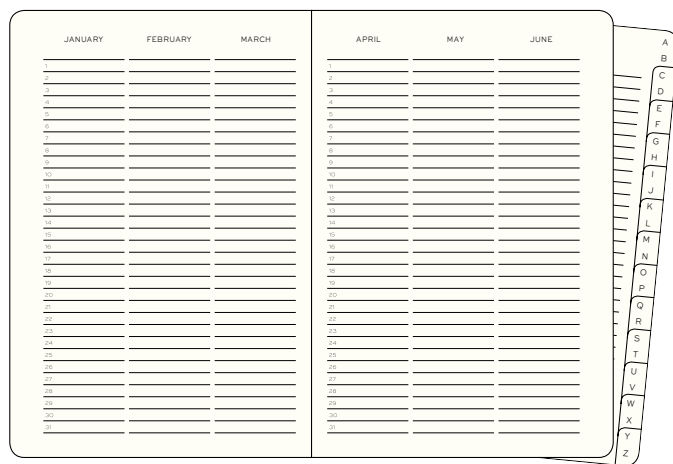 JANUARY FEBRUARY MARCH
1
2
3
4
5
6
7
8
9
10
11
12
13
14
15
16
17
18
19
20
21
22
23
24
25
26
27
28
29
30
31
APRIL MAY JUNE
1
2
3
4
5
6
7
8
9
10
11
12
13
14
15
16
17
18
19
20
21
22
23
24
25
26
27
28
29
30
31
A
B
C
D
E
F
G
H
I
J
K
L
M
N
O
P
Q
R
S
T
U
V
W
X
Y
Z